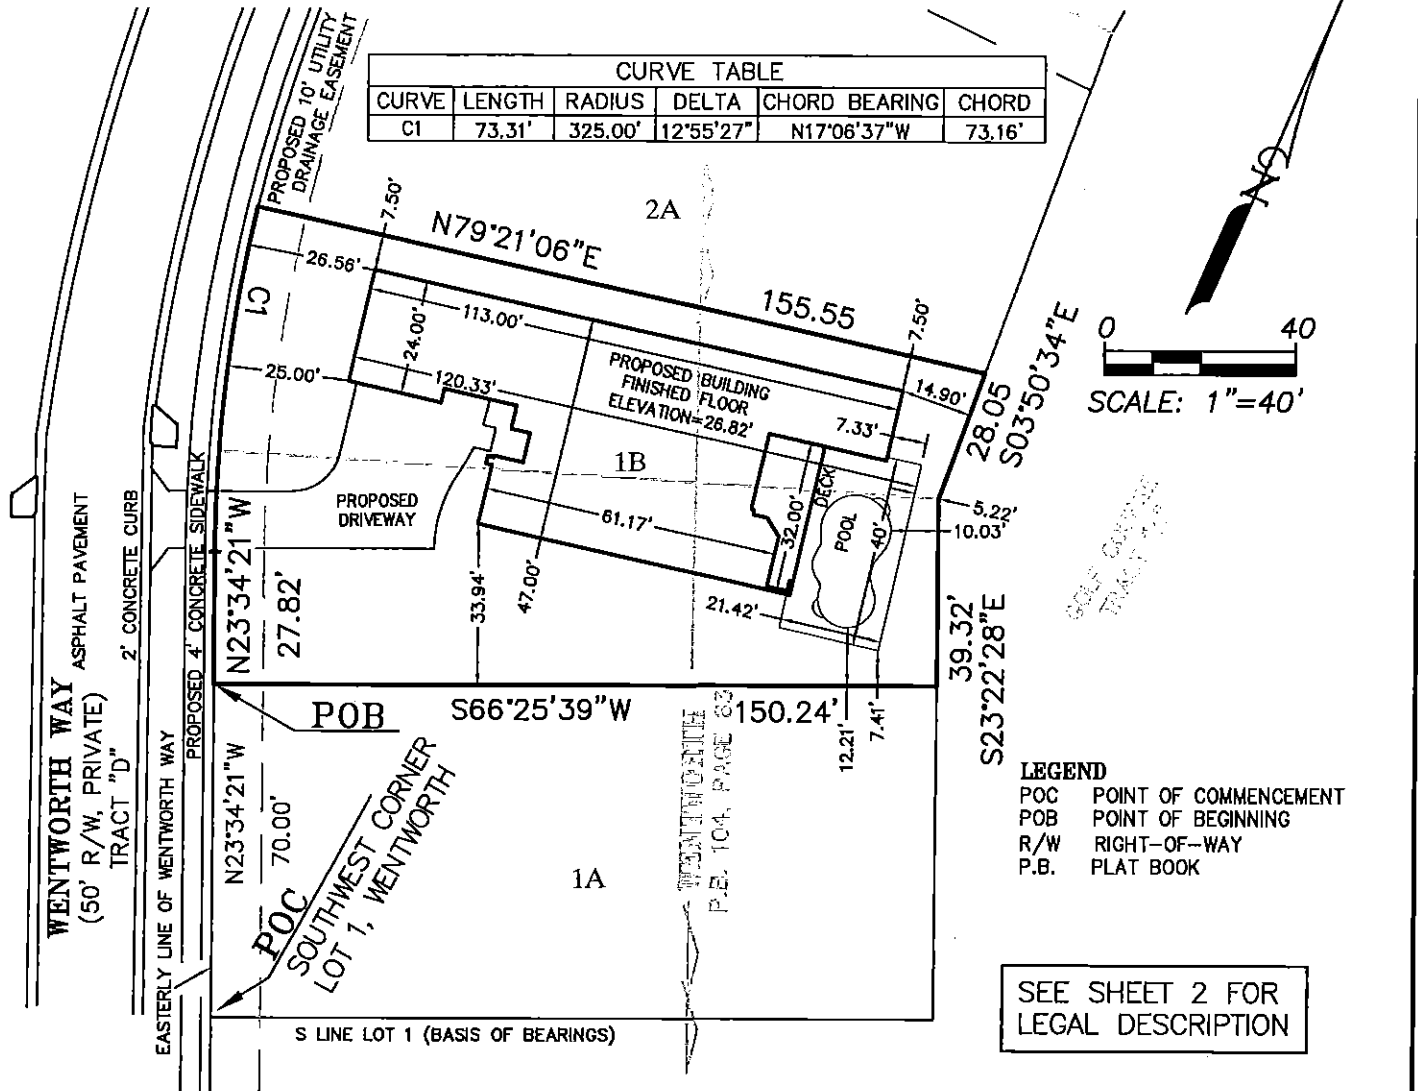 CURVE TABLE
CURVE LENGTH RADIUS DELTA CHORD BEARING CHORD
C1 73.31' 325.00' 12°55'27" N17°06'37"W 73.16'
PROPOSED 10' UTILITY
DRAINAGE EASEMENT
7.50'
2A
N79°21'06"E
155.55
26.56'
C1
113.00'
24.00'
7.50'
25.00'
120.33'
PROPOSED BUILDING
FINISHED FLOOR
ELEVATION=26.82'
14.90'
7.33'
28.05
S03°50'34"E
N
0 40
SCALE: 1"=40'
1B
PROPOSED
DRIVEWAY
61.17'
32.00'
DECK
POOL
40'
5.22'
10.03'
33.94'
47.00'
21.42'
GOLF COURSE
TRACT
N23°34'21"W
27.82'
39.32'
S23°22'28"E
POB
S66°25'39"W
150.24'
12.21'
7.41'
WENTWORTH WAY
(50' R/W, PRIVATE)
TRACT "D"
ASPHALT PAVEMENT
2' CONCRETE CURB
PROPOSED 4' CONCRETE SIDEWALK
EASTERLY LINE OF WENTWORTH WAY
N23°34'21"W
70.00'
POC
SOUTHWEST CORNER
LOT 1, WENTWORTH
1A
WENTWORTH
P.B. 104, PAGE 63
LEGEND
POC POINT OF COMMENCEMENT
POB POINT OF BEGINNING
R/W RIGHT-OF-WAY
P.B. PLAT BOOK
SEE SHEET 2 FOR
LEGAL DESCRIPTION
S LINE LOT 1 (BASIS OF BEARINGS)